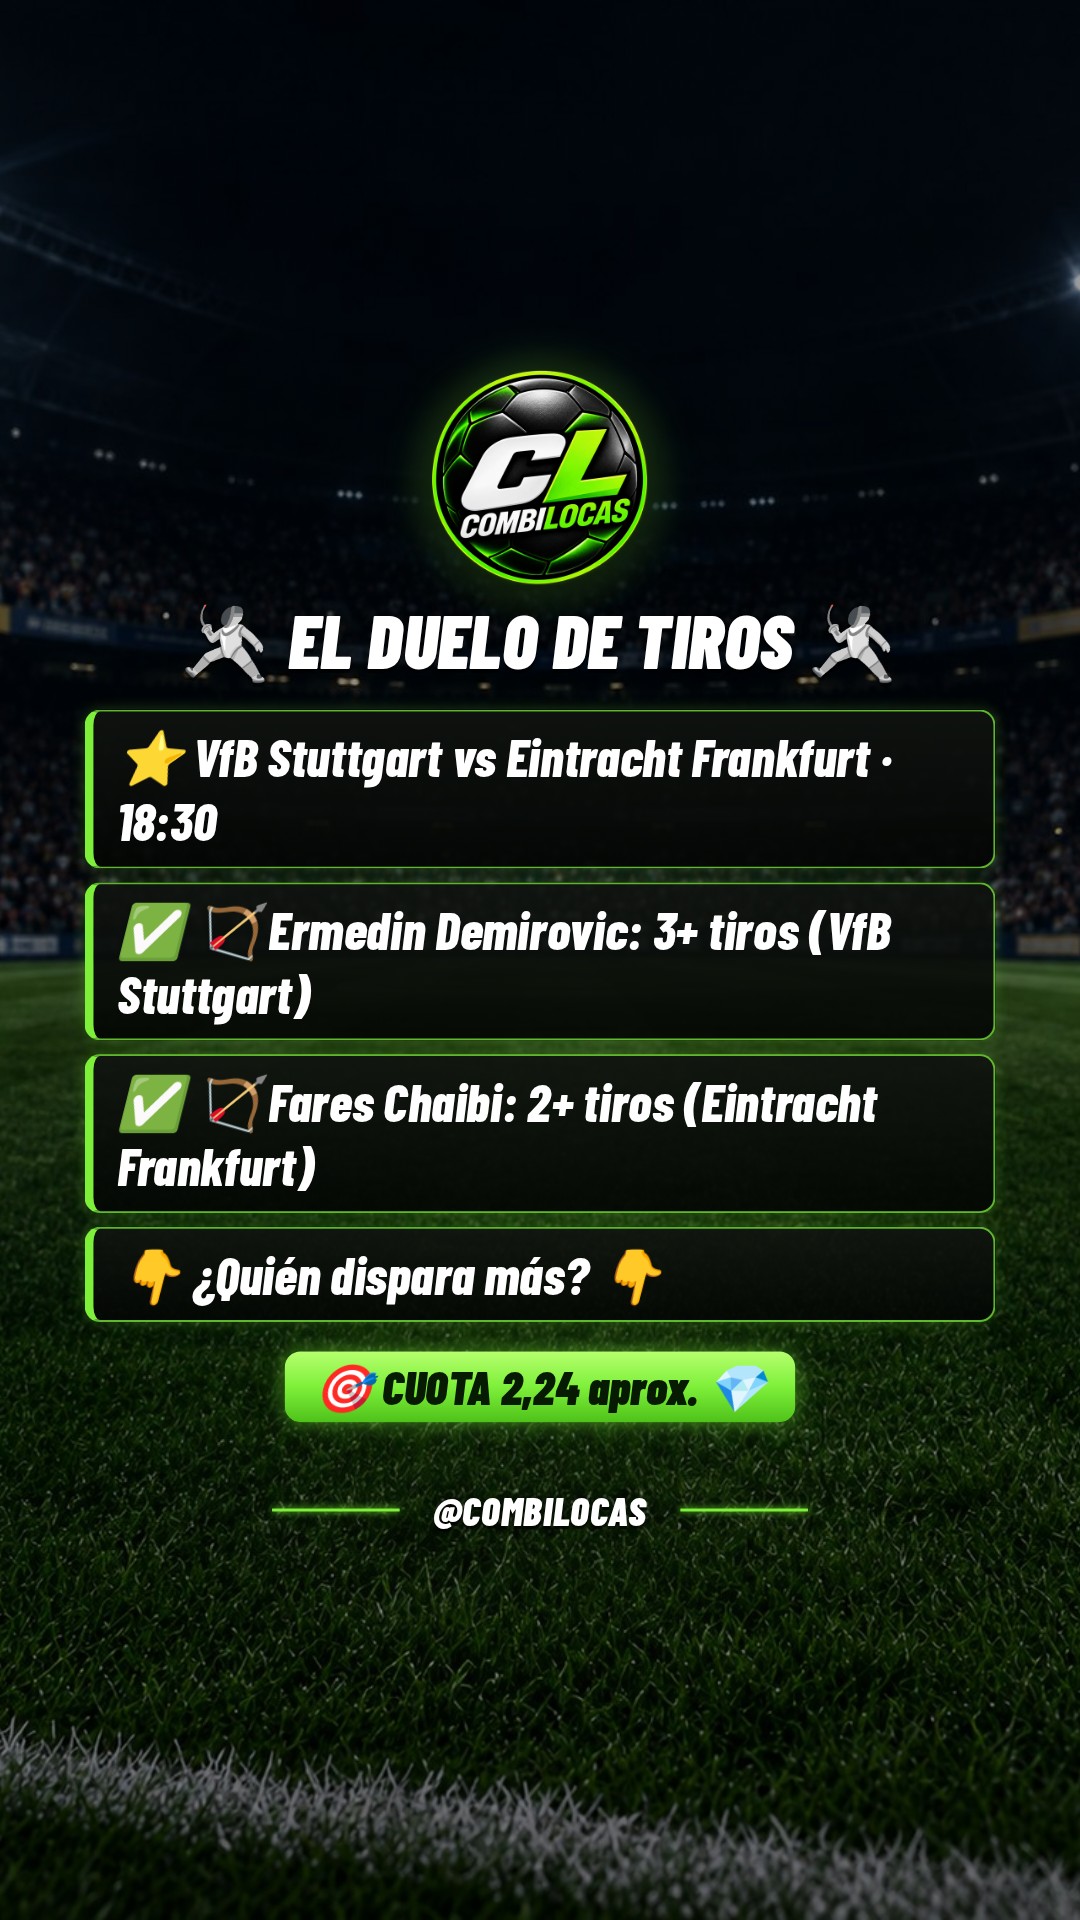 CL
COMBILOCAS
🤺 EL DUELO DE TIROS 🤺
⭐ VfB Stuttgart vs Eintracht Frankfurt ·
18:30
✅ 🏹 Ermedin Demirovic: 3+ tiros (VfB
Stuttgart)
✅ 🏹 Fares Chaibi: 2+ tiros (Eintracht
Frankfurt)
👇 ¿Quién dispara más? 👇
🎯 CUOTA 2,24 aprox. 💎
@COMBILOCAS